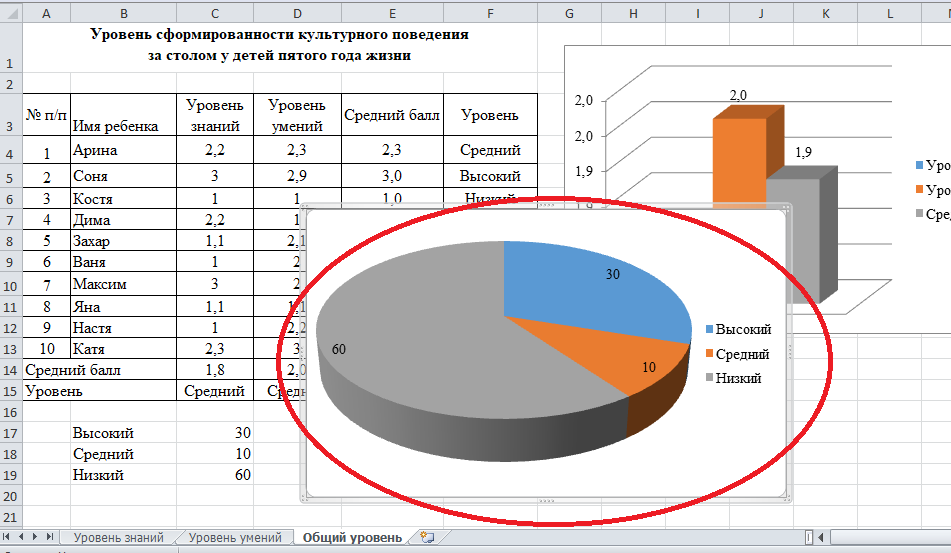 A B C D E F G H I J K L
1 Уровень сформированности культурного поведения
за столом у детей пятого года жизни
2
3 № п/п Имя ребенка Уровень знаний Уровень умений Средний балл Уровень
4 1 Арина 2,2 2,3 2,3 Средний
5 2 Соня 3 2,9 3,0 Высокий
6 3 Костя 1 1 1,0 Низкий
7 4 Дима 2,2 1
8 5 Захар 1,1 2,1
9 6 Ваня 1 2
10 7 Максим 3 2
11 8 Яна 1,1 1,1
12 9 Настя 1 2,2
13 10 Катя 2,3 3
14 Средний балл 1,8 2,0
15 Уровень Средний
16
17 Высокий 30
18 Средний 10
19 Низкий 60
20
21
2,0
2,0
1,9
1,9
2,0
1,9
30
10
60
Высокий
Средний
Низкий
Уровень знаний Уровень умений Общий уровень